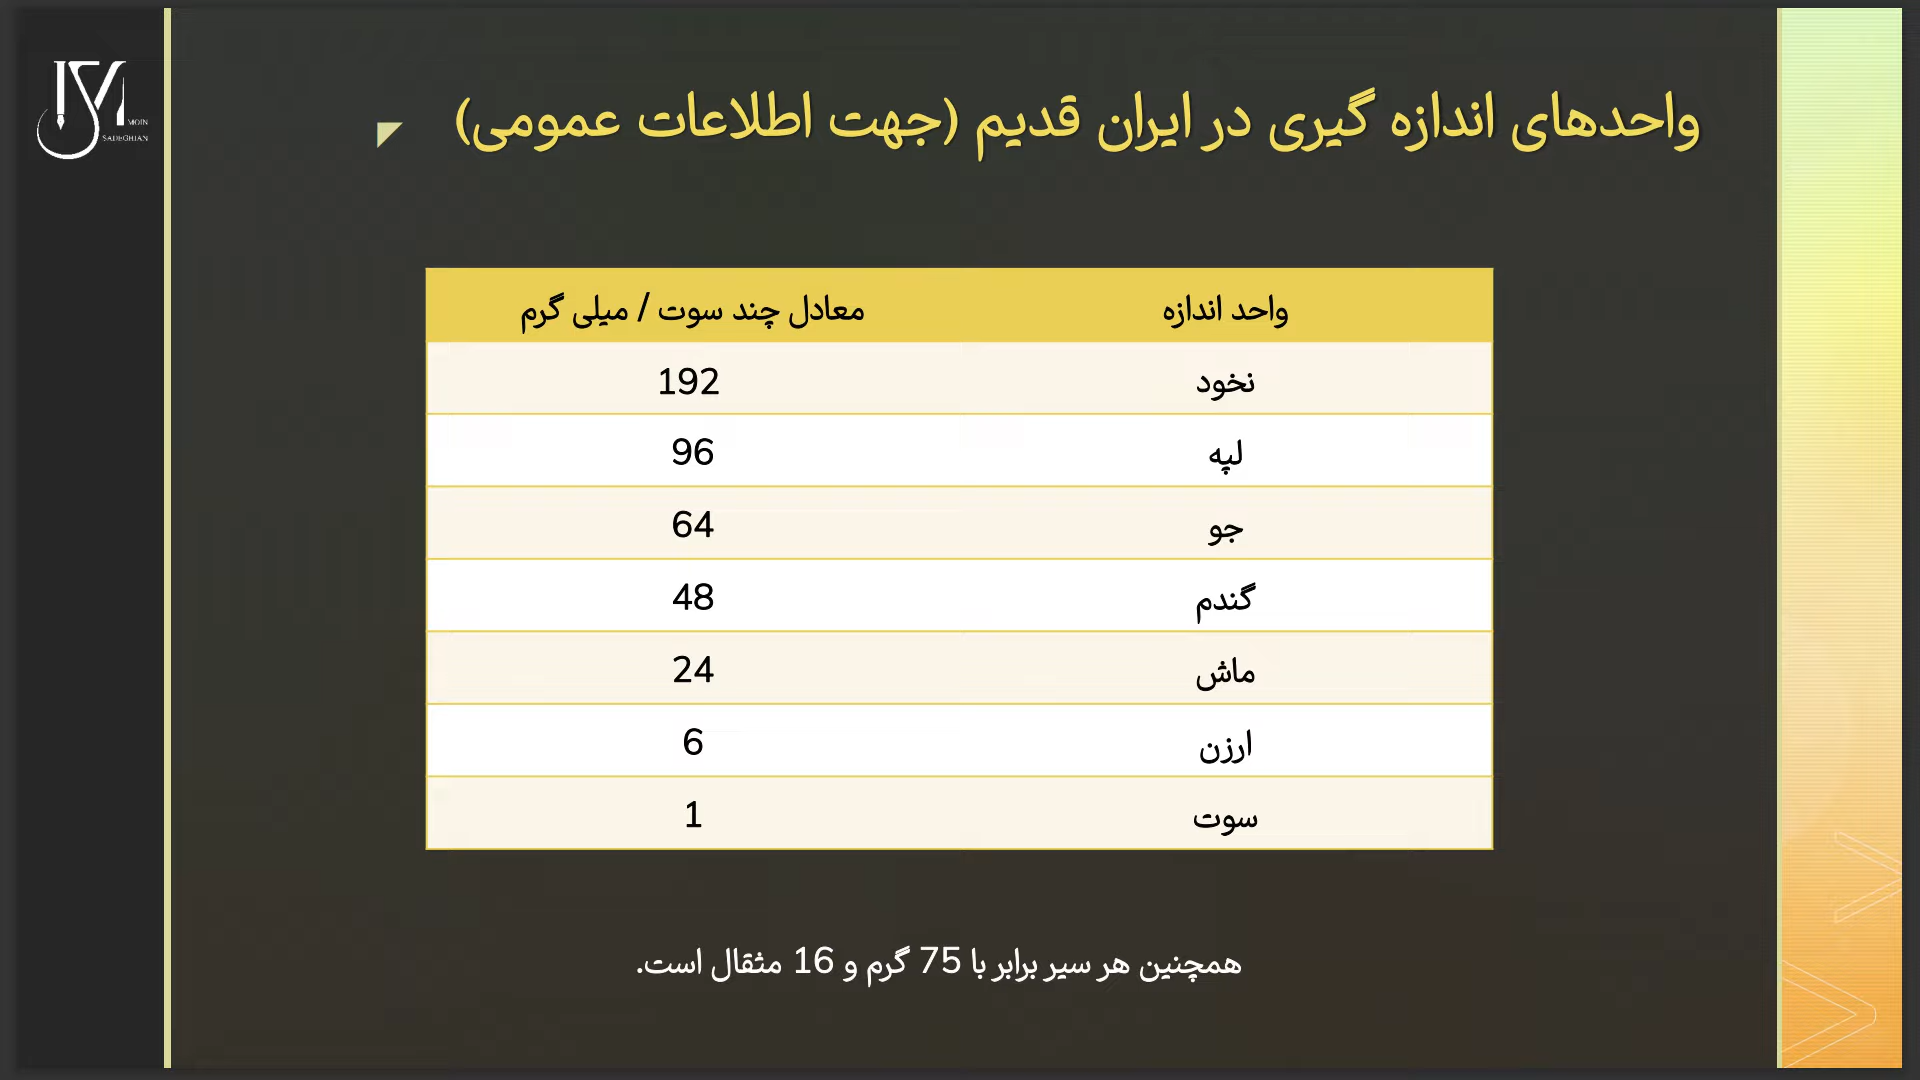 MOIN
SADEGHIAN
واحدهای اندازه گیری در ایران قدیم (جهت اطلاعات عمومی)
واحد اندازه	معادل چند سوت / میلی گرم
نخود	192
لپه	96
جو	64
گندم	48
ماش	24
ارزن	6
سوت	1
همچنین هر سیر برابر با 75 گرم و 16 مثقال است.